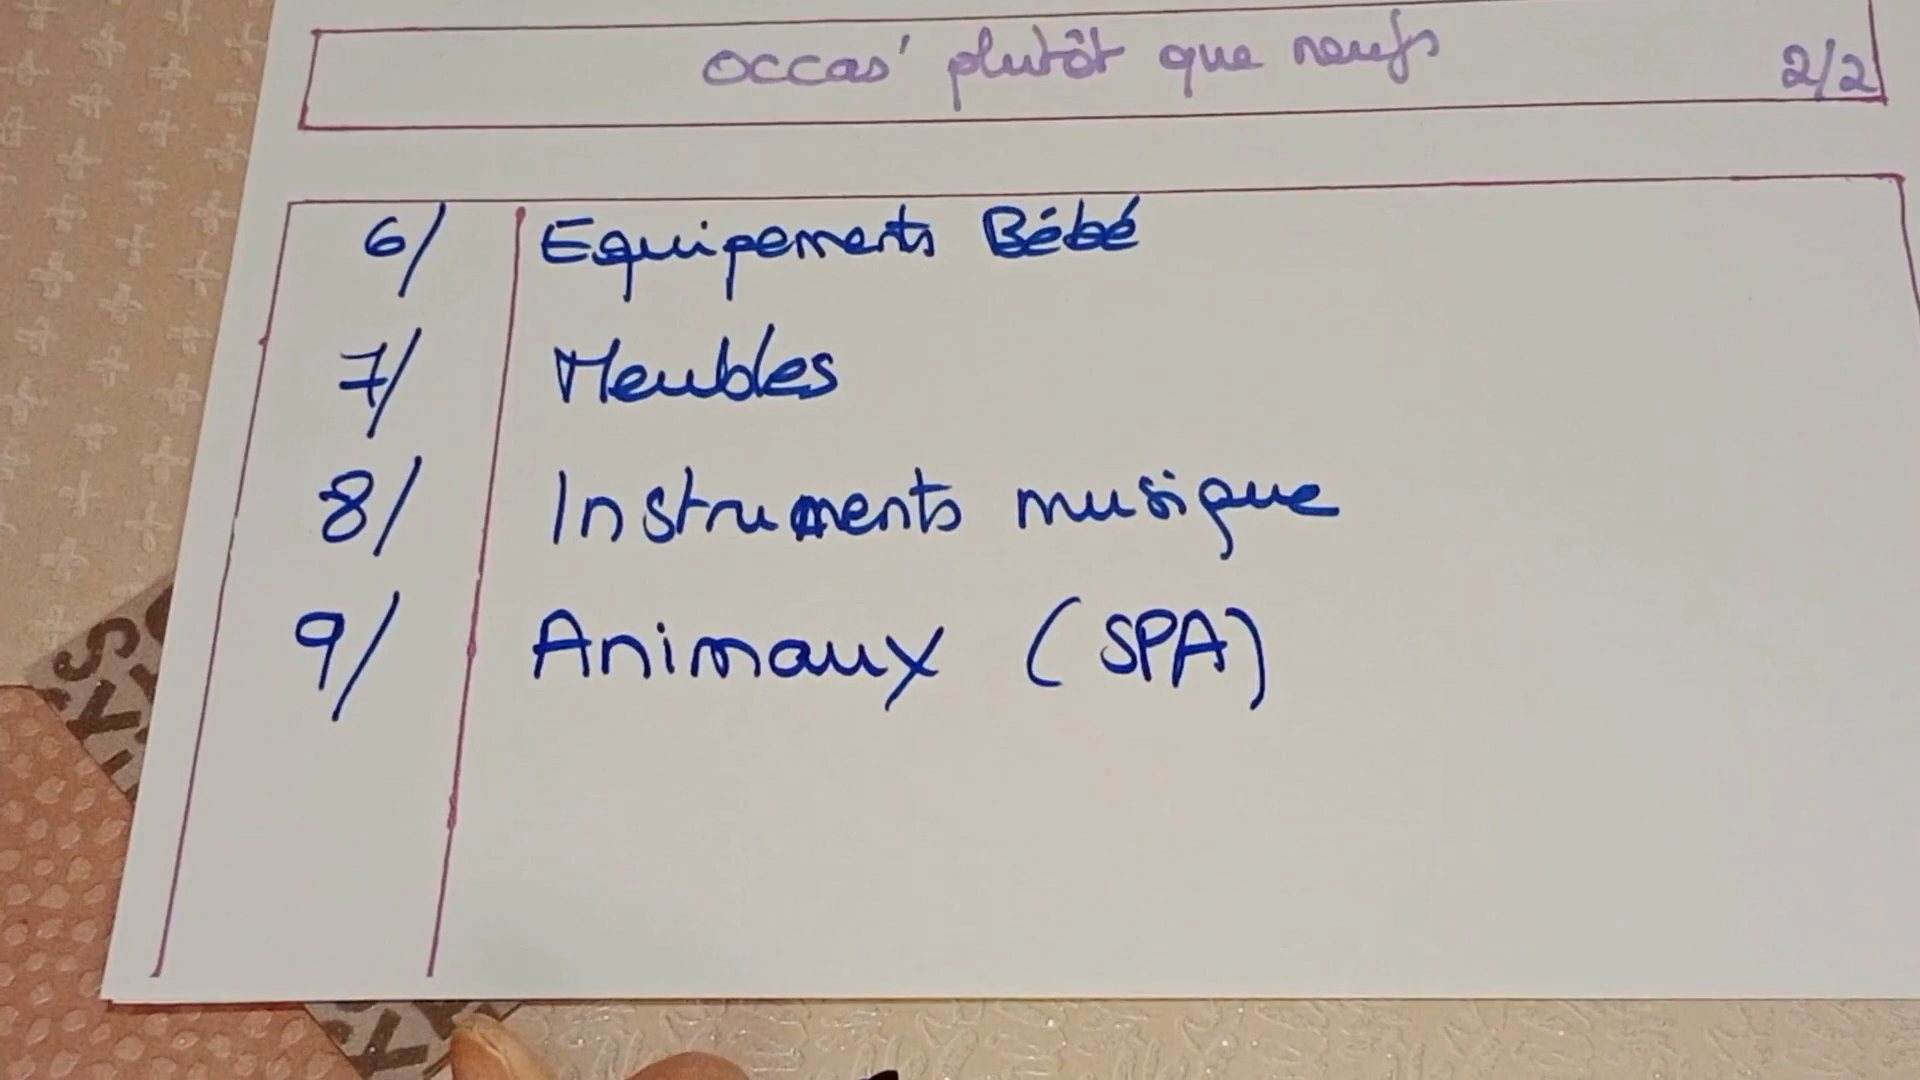 occas' plutôt que neufs 2/2
6/ Equipements Bébé
7/ Meubles
8/ Instruments musique
9/ Animaux (SPA)